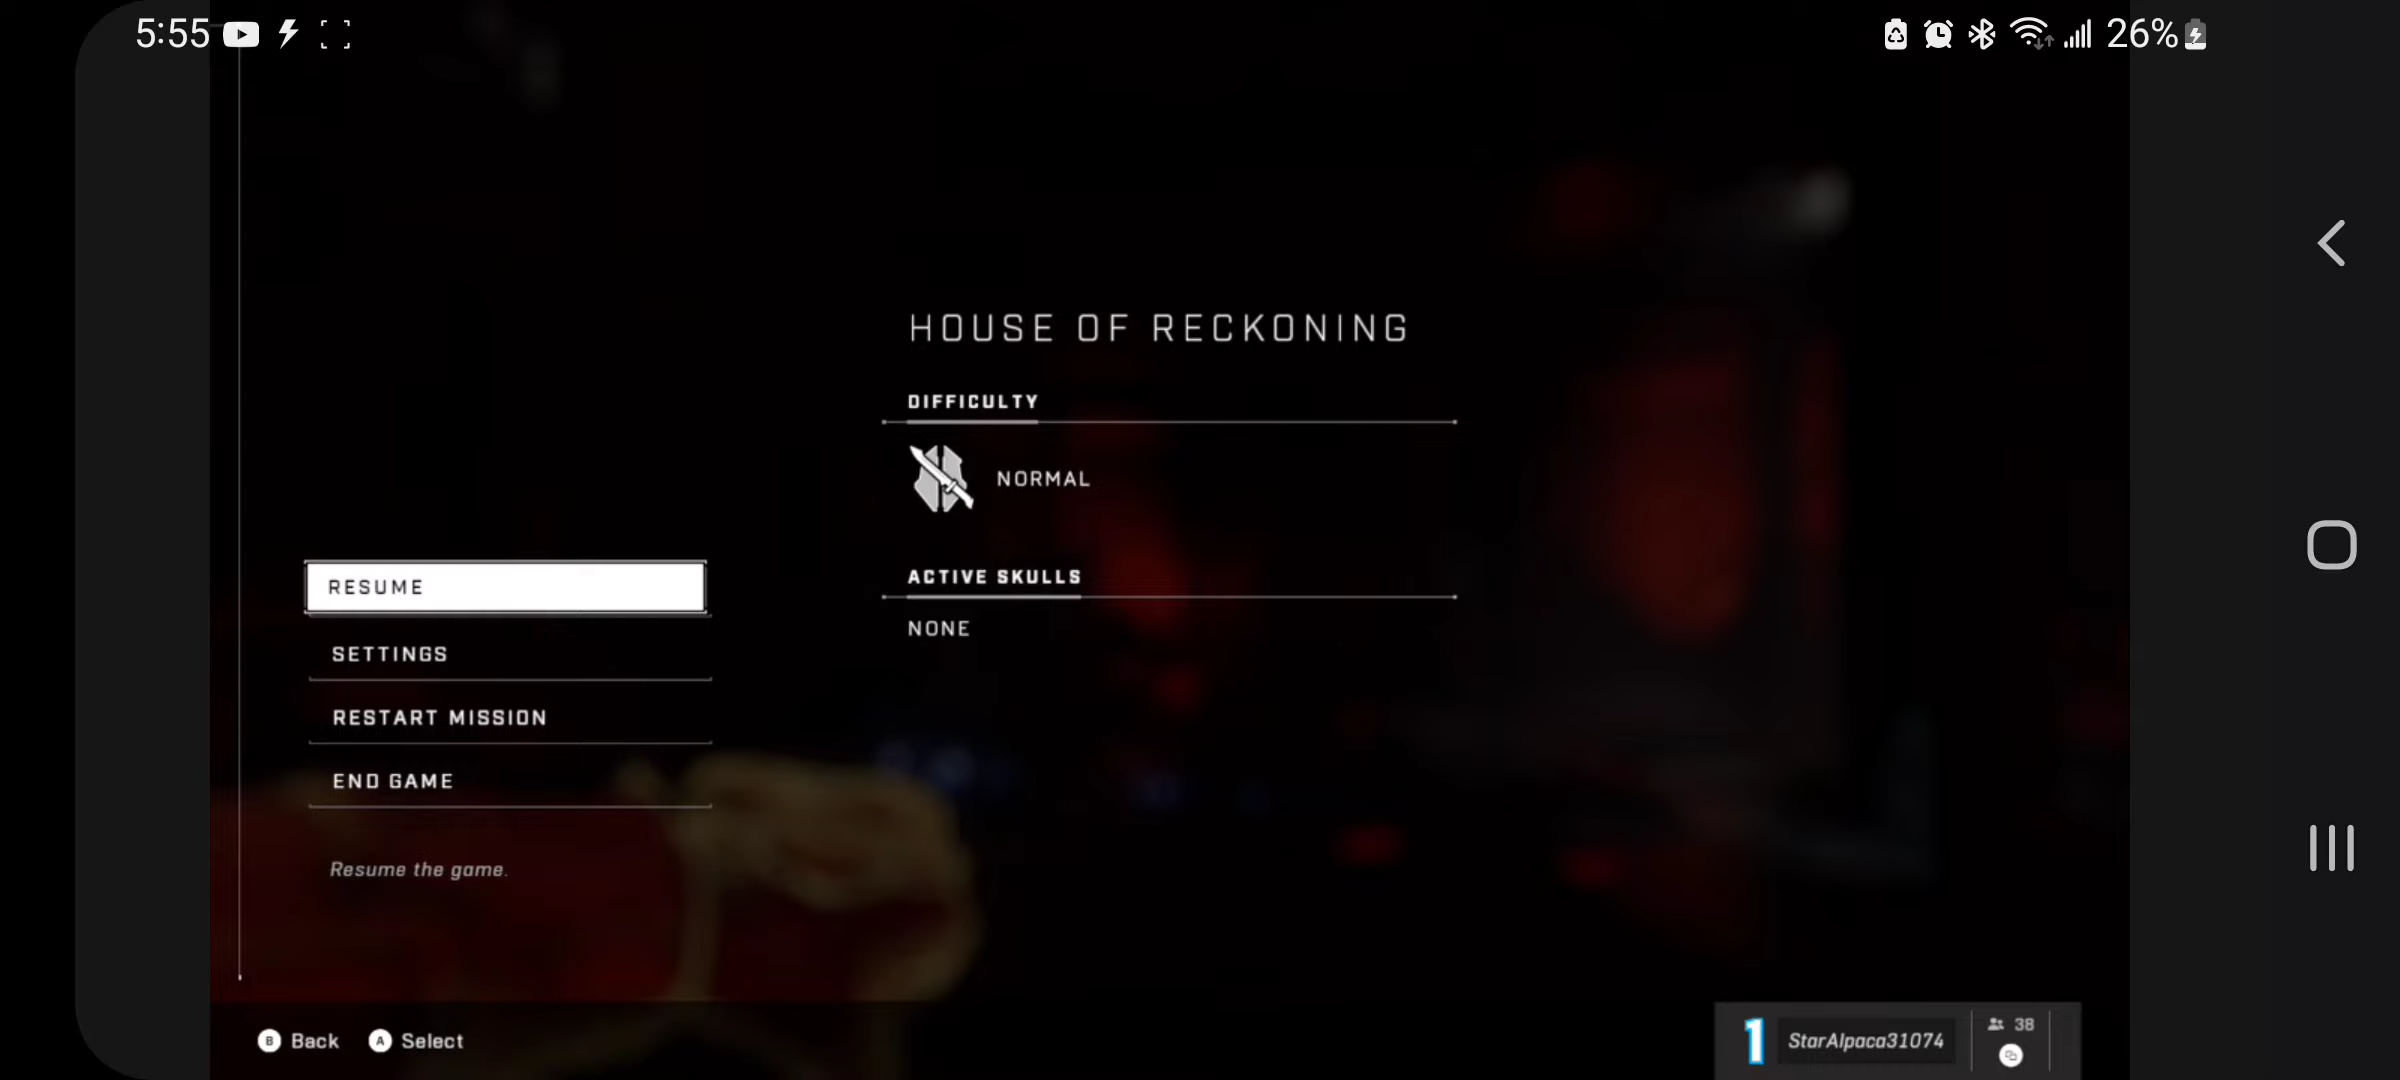 5:55 26%
HOUSE OF RECKONING
DIFFICULTY
NORMAL
ACTIVE SKULLS
NONE
RESUME
SETTINGS
RESTART MISSION
END GAME
Resume the game.
B Back A Select
1 StarAlpaca31074 38